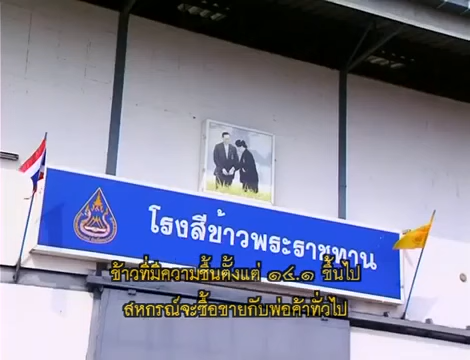 โรงสีข้าวพระราชทาน
ข้าวที่มีความชื้นตั้งแต่ ๑๔.๑ ขึ้นไป
สหกรณ์จะซื้อขายกับพ่อค้าทั่วไป